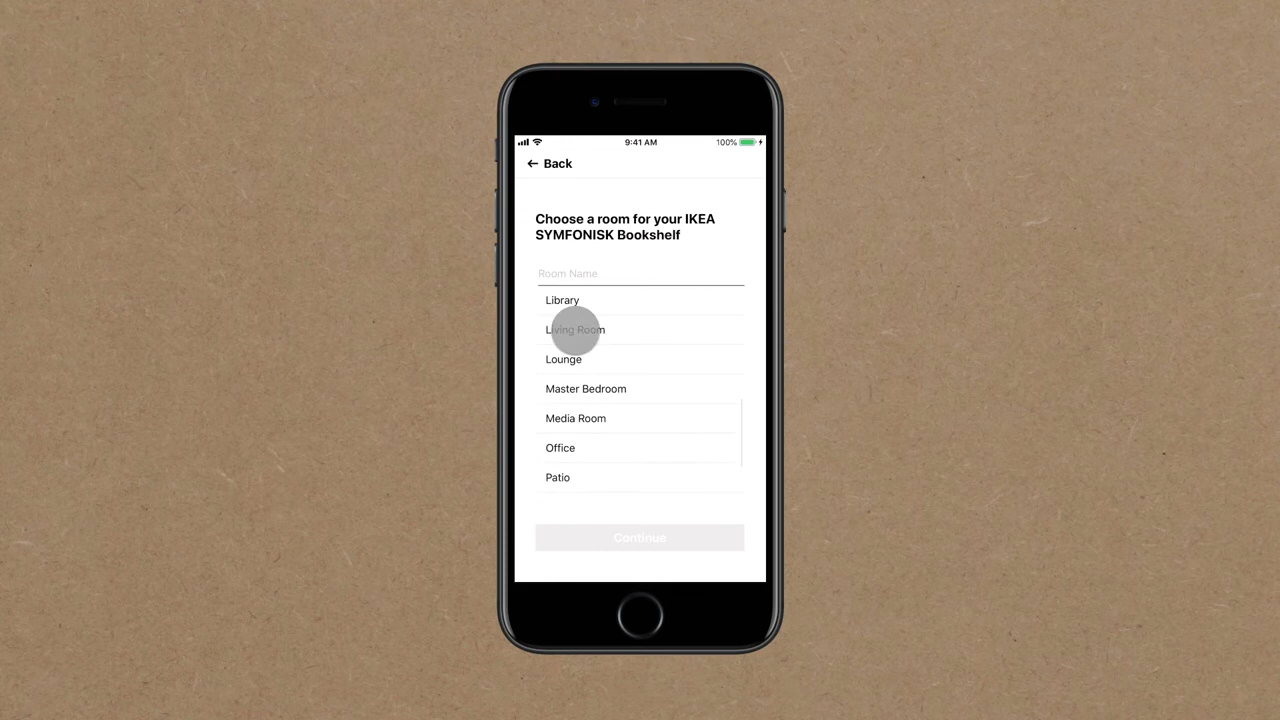 9:41 AM
100%
Back
Choose a room for your IKEA
SYMFONISK Bookshelf
Room Name
Library
Living Room
Lounge
Master Bedroom
Media Room
Office
Patio
Continue